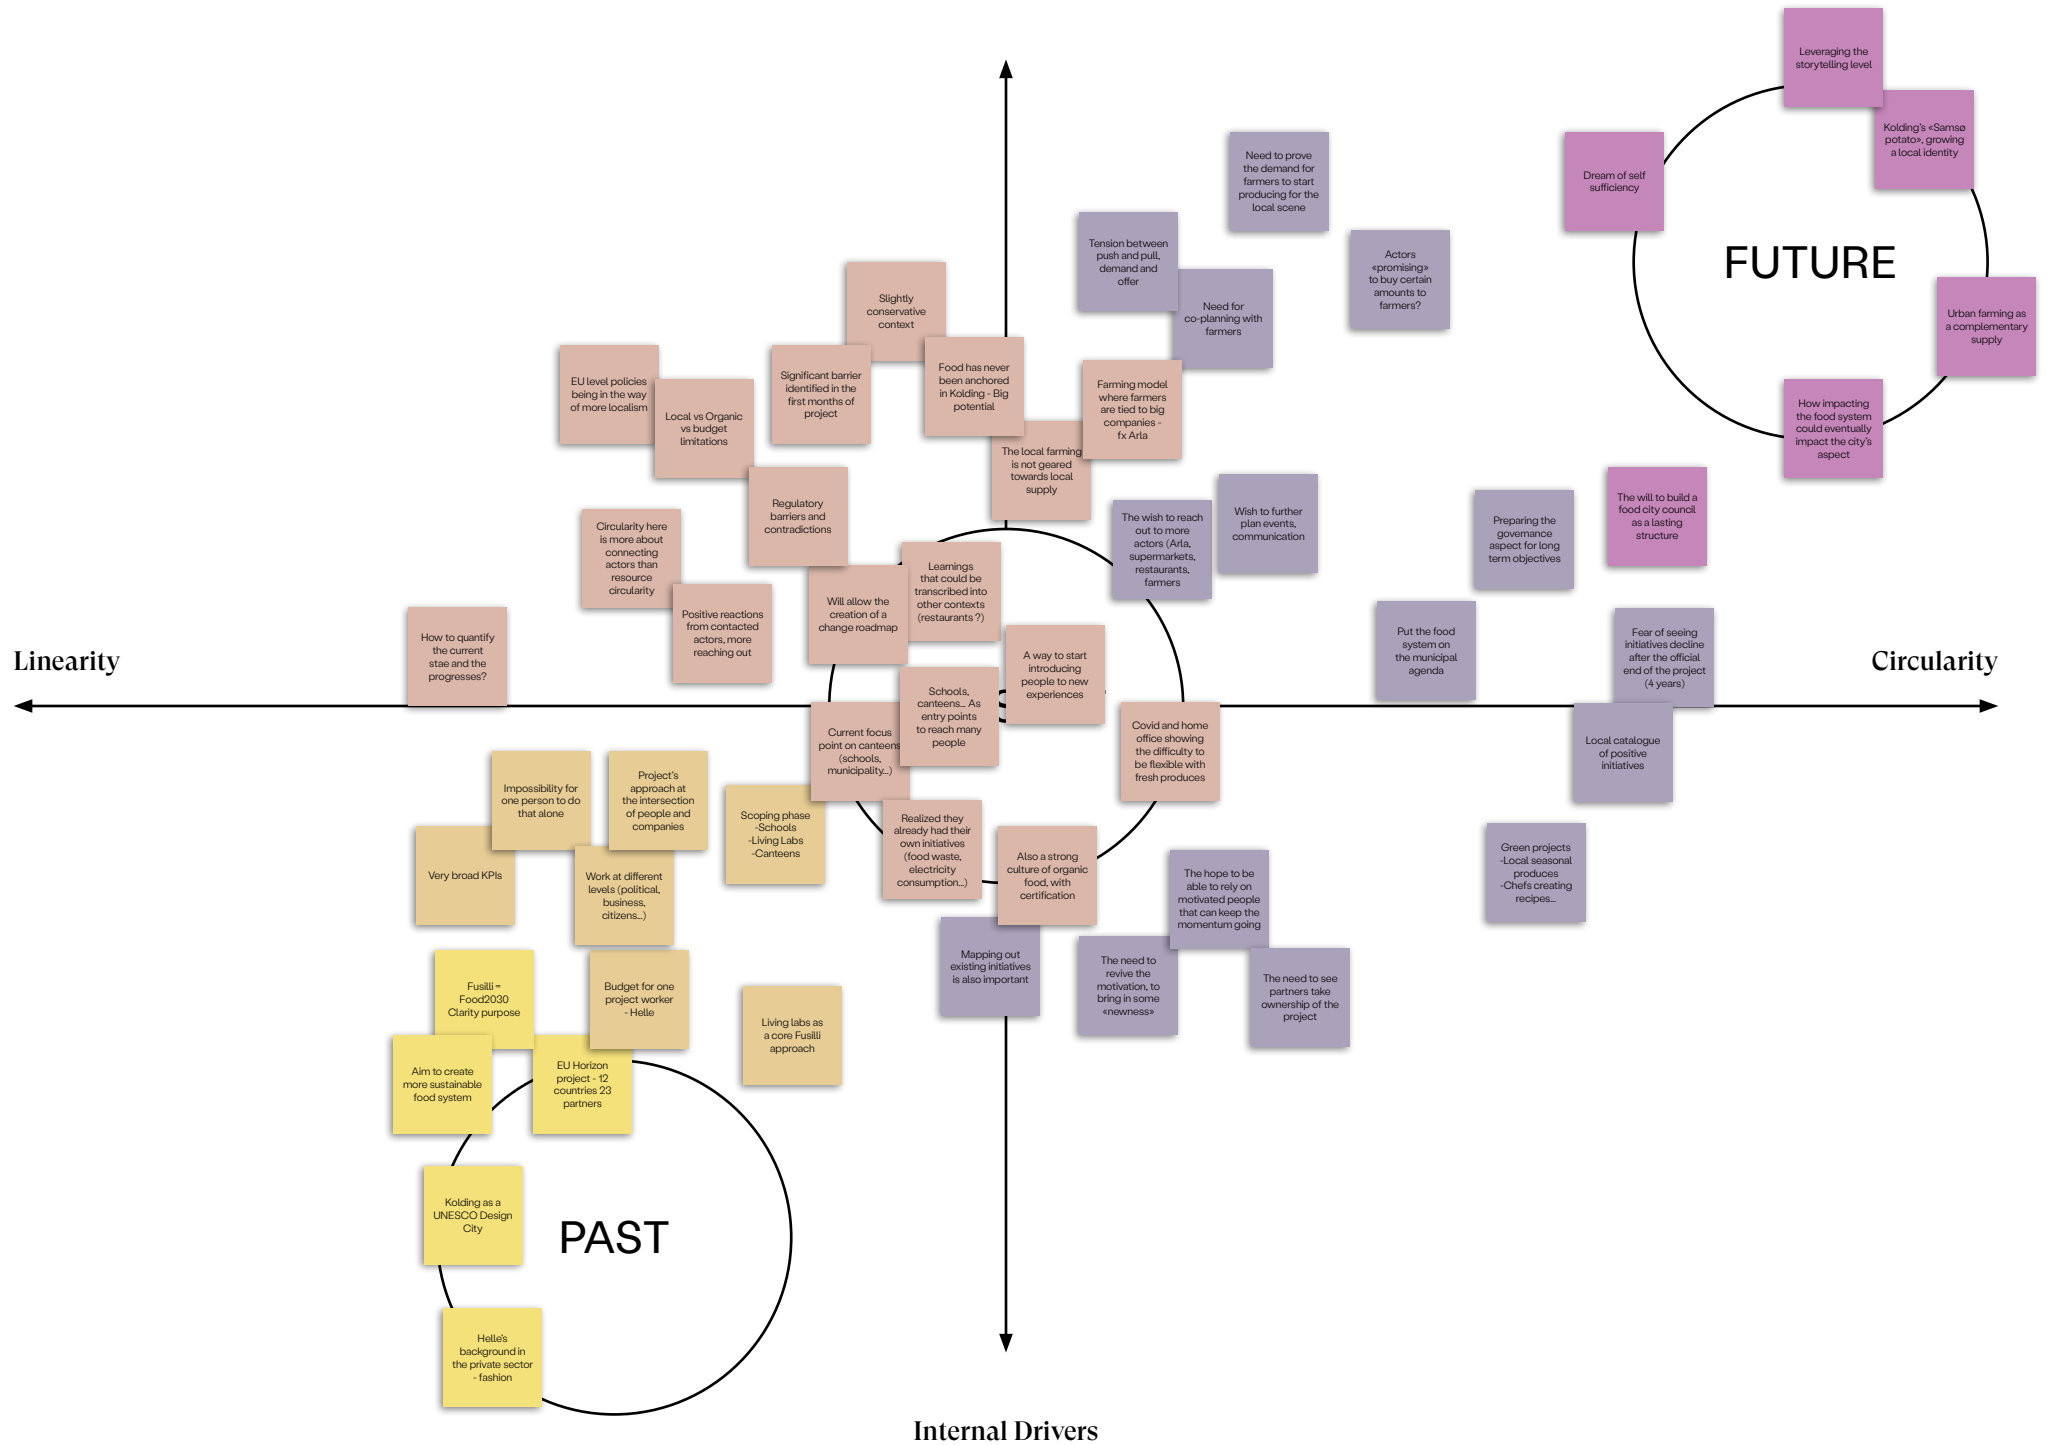 Leveraging the
storytelling level
Kolding's «Samsø
potato», growing
a local identity
Dream of self
sufficiency
FUTURE
Urban farming as
a complementary
supply
How impacting
the food system
could eventually
impact the city's
aspect
The will to build a
food city council
as a lasting
structure
Need to prove
the demand for
farmers to start
producing for the
local scene
Tension between
push and pull,
demand and
offer
Need for
co-planning with
farmers
Actors
«promising»
to buy certain
amounts to
farmers?
Slightly
conservative
context
Significant barrier
identified in the
first months of
project
Food has never
been anchored
in Kolding - Big
potential
Farming model
where farmers
are tied to big
companies -
fx Arla
The local farming
is not geared
towards local
supply
EU level policies
being in the way
of more localism
Local vs Organic
vs budget
limitations
Regulatory
barriers and
contradictions
Circularity here
is more about
connecting
actors than
resource
circularity
Positive reactions
from contacted
actors, more
reaching out
How to quantify
the current
stae and the
progresses?
Will allow the
creation of a
change roadmap
Learnings
that could be
transcribed into
other contexts
(restaurants ?)
A way to start
introducing
people to new
experiences
Schools,
canteens... As
entry points
to reach many
people
The wish to reach
out to more
actors (Arla,
supermarkets,
restaurants,
farmers
Wish to further
plan events,
communication
Preparing the
governance
aspect for long
term objectives
Put the food
system on
the municipal
agenda
Fear of seeing
initiatives decline
after the official
end of the project
(4 years)
Linearity
Circularity
Local catalogue
of positive
initiatives
Green projects
-Local seasonal
produces
-Chefs creating
recipes...
Current focus
point on canteens
(schools,
municipality...)
Covid and home
office showing
the difficulty to
be flexible with
fresh produces
Realized they
already had their
own initiatives
(food waste,
electricity
consumption...)
Also a strong
culture of organic
food, with
certification
Mapping out
existing initiatives
is also important
The hope to be
able to rely on
motivated people
that can keep the
momentum going
The need to
revive the
motivation, to
bring in some
«newness»
The need to see
partners take
ownership of the
project
Impossibility for
one person to do
that alone
Project's
approach at
the intersection
of people and
companies
Scoping phase
-Schools
-Living Labs
-Canteens
Very broad KPIs
Work at different
levels (political,
business,
citizens...)
Fusilli =
Food2030
Clarity purpose
Budget for one
project worker
- Helle
Living labs as
a core Fusilli
approach
Aim to create
more sustainable
food system
EU Horizon
project - 12
countries 23
partners
Kolding as a
UNESCO Design
City
PAST
Helle's
background in
the private sector
- fashion
Internal Drivers